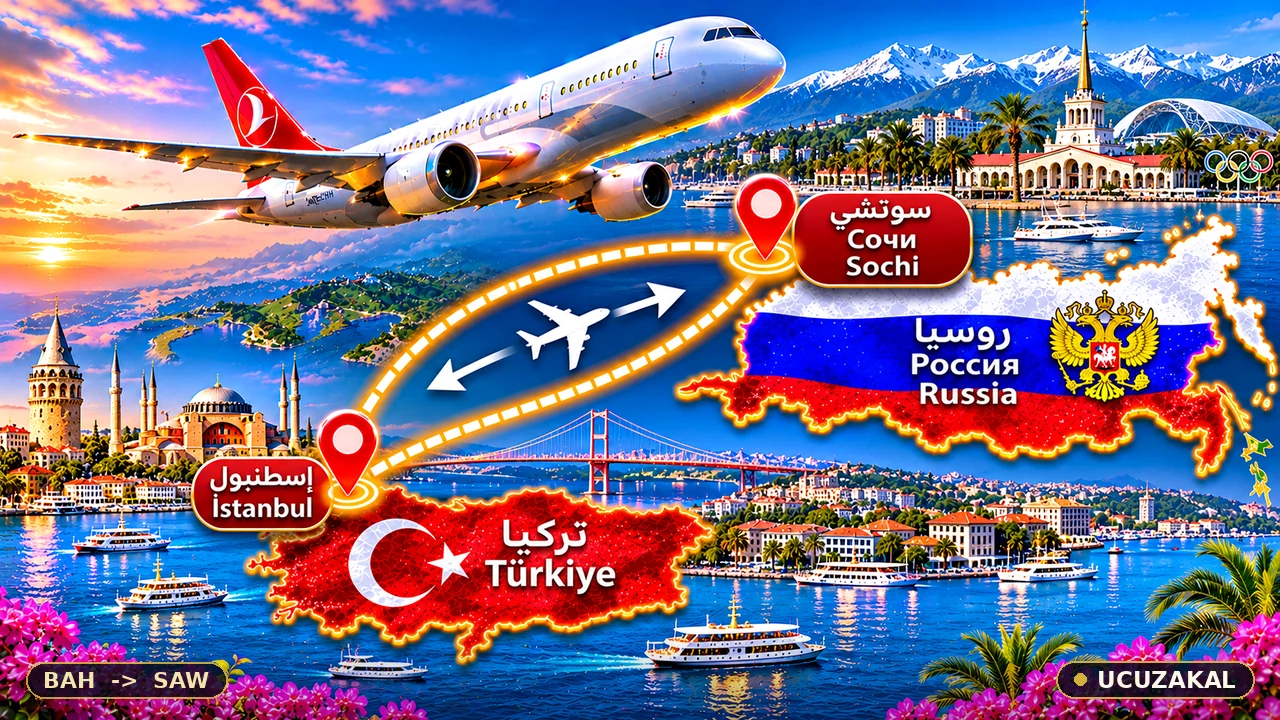 سوتشي
Сочи
Sochi
روسيا
Россия
Russia
إسطنبول
İstanbul
تركيا
Türkiye
BAH -> SAW
UCUZAKAL